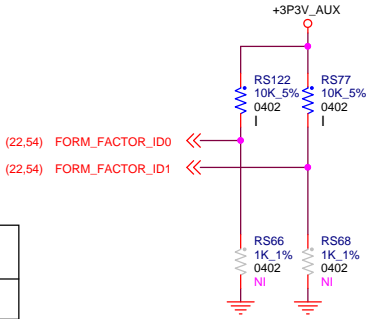 +3P3V_AUX
RS122
10K_5%
0402
I
RS77
10K_5%
0402
I
(22,54) FORM_FACTOR_ID0
(22,54) FORM_FACTOR_ID1
RS66
1K_1%
0402
NI
RS68
1K_1%
0402
NI